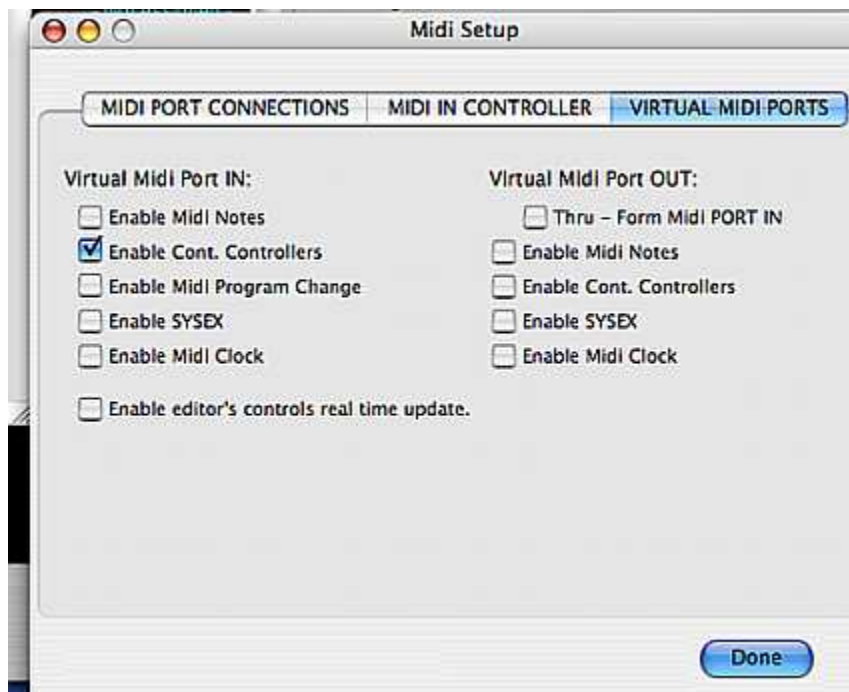 Midi Setup
MIDI PORT CONNECTIONS
MIDI IN CONTROLLER
VIRTUAL MIDI PORTS
Virtual Midi Port IN:
Enable Midi Notes
Enable Cont. Controllers
Enable Midi Program Change
Enable SYSEX
Enable Midi Clock
Enable editor's controls real time update.
Virtual Midi Port OUT:
Thru - Form Midi PORT IN
Enable Midi Notes
Enable Cont. Controllers
Enable SYSEX
Enable Midi Clock
Done